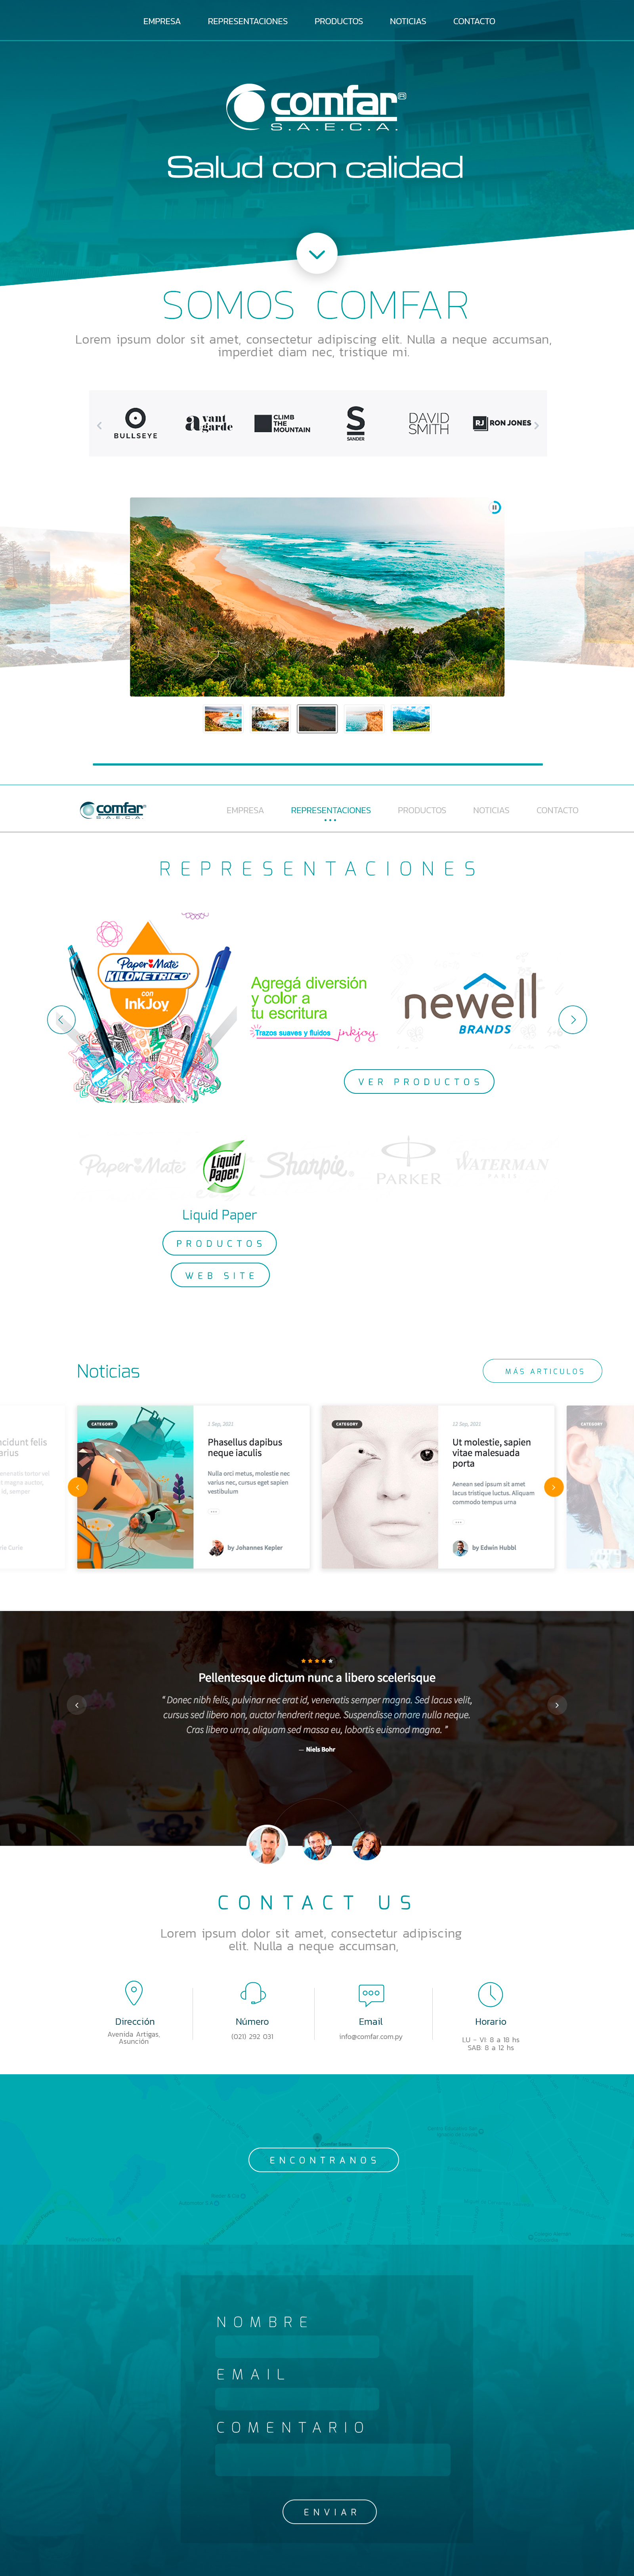 EMPRESA REPRESENTACIONES PRODUCTOS NOTICIAS CONTACTO
comfar
S.A.E.C.A.
Salud con calidad
SOMOS COMFAR
Lorem ipsum dolor sit amet, consectetur adipiscing elit. Nulla a neque accumsan,
imperdiet diam nec, tristique mi.
BULLSEYE
avant
garde
CLIMB
THE
MOUNTAIN
S
SANDER
DAVID
SMITH
RJ RON JONES
comfar
S.A.E.C.A.
EMPRESA REPRESENTACIONES PRODUCTOS NOTICIAS CONTACTO
REPRESENTACIONES
Paper Mate
KILOMETRICO
con
InkJoy
Agregá diversión
y color a
tu escritura
Trazos suaves y fluidos inkjoy
newell
BRANDS
VER PRODUCTOS
Paper Mate
Liquid
Paper
Sharpie
PARKER
WATERMAN
PARIS
Liquid Paper
PRODUCTOS
WEB SITE
Noticias
MÁS ARTICULOS
CATEGORY
1 Sep, 2021
Phasellus dapibus
neque iaculis
Nulla orci metus, molestie nec
varius nec, cursus eget sapien
vestibulum
...
by Johannes Kepler
CATEGORY
12 Sep, 2021
Ut molestie, sapien
vitae malesuada
porta
Aenean sed ipsum sit amet
lacus tristique luctus. Aliquam
commodo tempus urna
...
by Edwin Hubbl
CATEGORY
Pellentesque dictum nunc a libero scelerisque
" Donec nibh felis, pulvinar nec erat id, venenatis semper magna. Sed lacus velit,
cursus sed libero non, auctor hendrerit neque. Suspendisse ornare nulla neque.
Cras libero urna, aliquam sed massa eu, lobortis euismod magna. "
— Niels Bohr
CONTACT US
Lorem ipsum dolor sit amet, consectetur adipiscing
elit. Nulla a neque accumsan,
Dirección
Avenida Artigas,
Asunción
Número
(021) 292 031
Email
info@comfar.com.py
Horario
LU - VI: 8 a 18 hs
SAB: 8 a 12 hs
ENCONTRANOS
NOMBRE
EMAIL
COMENTARIO
ENVIAR